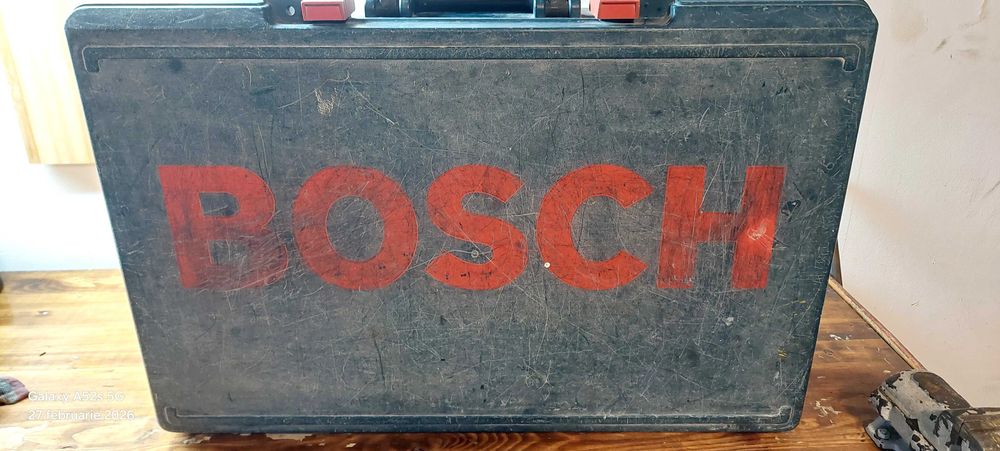 BOSCH
Galaxy A52s 5G
27 februarie 2026